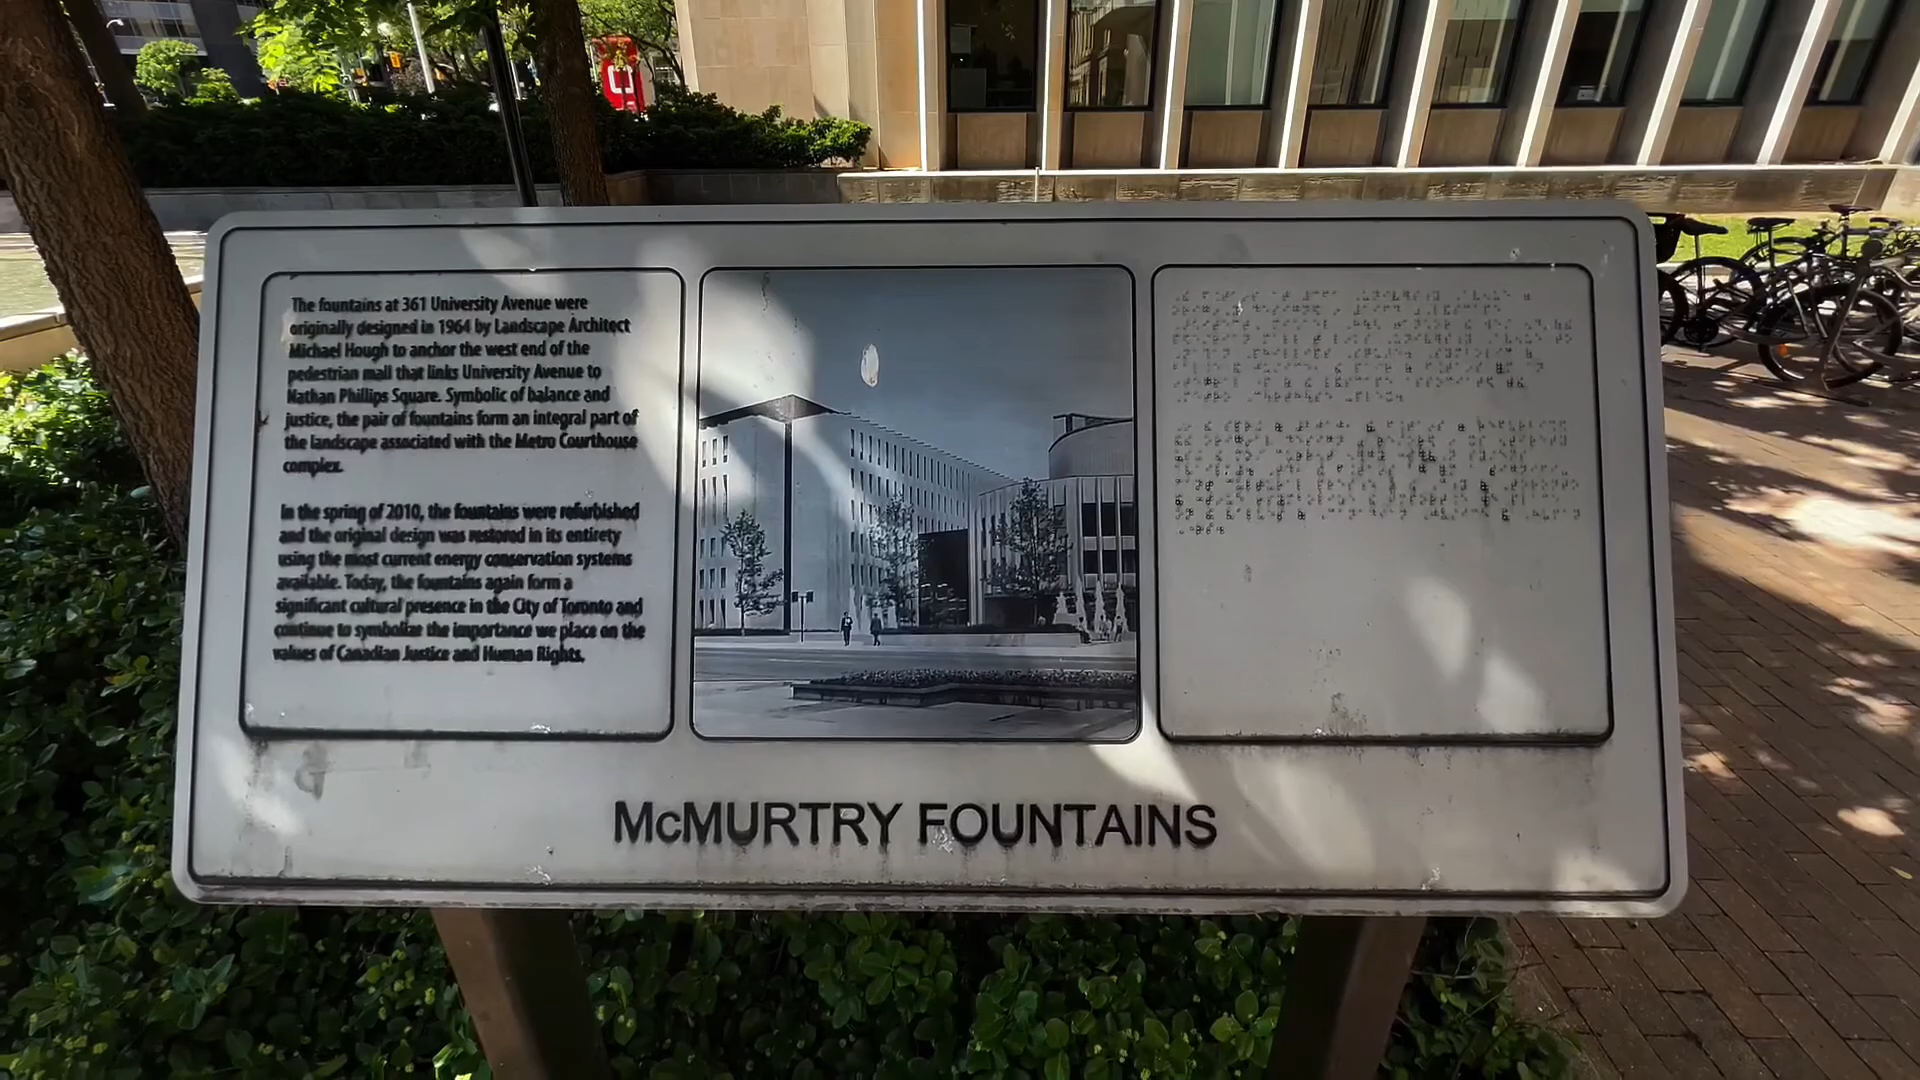 The fountains at 361 University Avenue were
originally designed in 1964 by Landscape Architect
Michael Hough to anchor the west end of the
pedestrian mall that links University Avenue to
Nathan Phillips Square. Symbolic of balance and
justice, the pair of fountains form an integral part of
the landscape associated with the Metro Courthouse
complex.
In the spring of 2010, the fountains were refurbished
and the original design was restored in its entirety
using the most current energy conservation systems
available. Today, the fountains again form a
significant cultural presence in the City of Toronto and
continue to symbolize the importance we place on the
values of Canadian Justice and Human Rights.
McMURTRY FOUNTAINS